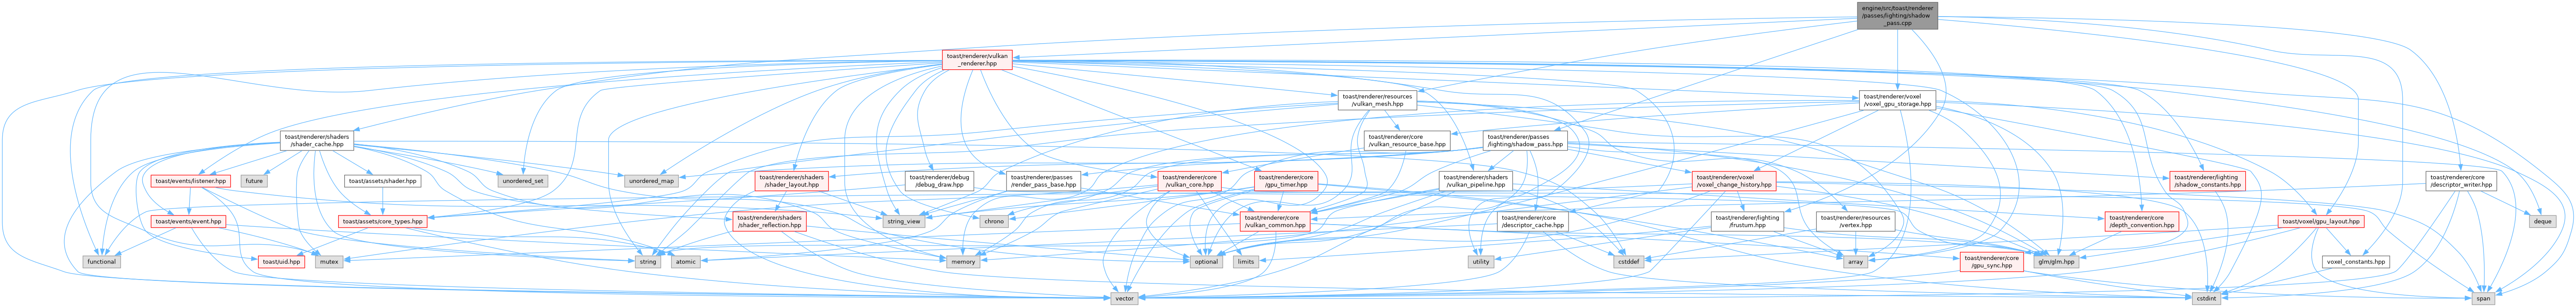 engine/src/toast/renderer
/passes/lighting/shadow
_pass.cpp
toast/renderer/vulkan
_renderer.hpp
toast/renderer/resources
/vulkan_mesh.hpp
toast/renderer/voxel
/voxel_gpu_storage.hpp
toast/renderer/shaders
/shader_cache.hpp
toast/renderer/core
/vulkan_resource_base.hpp
toast/renderer/passes
/lighting/shadow_pass.hpp
toast/events/listener.hpp
future
toast/assets/shader.hpp
unordered_set
unordered_map
toast/renderer/shaders
/shader_layout.hpp
toast/renderer/debug
/debug_draw.hpp
toast/renderer/passes
/render_pass_base.hpp
toast/renderer/core
/vulkan_core.hpp
toast/renderer/core
/gpu_timer.hpp
toast/renderer/shaders
/vulkan_pipeline.hpp
toast/renderer/voxel
/voxel_change_history.hpp
toast/renderer/lighting
/shadow_constants.hpp
toast/renderer/core
/descriptor_writer.hpp
toast/events/event.hpp
toast/assets/core_types.hpp
toast/renderer/shaders
/shader_reflection.hpp
string_view
chrono
toast/renderer/core
/vulkan_common.hpp
toast/renderer/core
/descriptor_cache.hpp
toast/renderer/lighting
/frustum.hpp
toast/renderer/resources
/vertex.hpp
toast/renderer/core
/depth_convention.hpp
toast/voxel/gpu_layout.hpp
deque
functional
toast/uid.hpp
mutex
string
atomic
memory
optional
limits
utility
cstddef
array
toast/renderer/core
/gpu_sync.hpp
glm/glm.hpp
voxel_constants.hpp
vector
cstdint
span